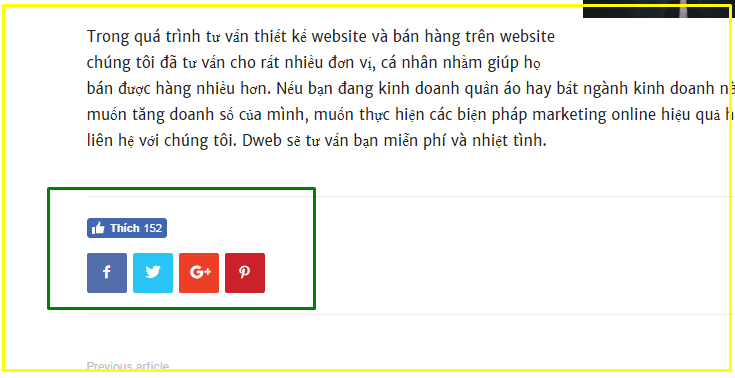 Trong quá trình tư vấn thiết kế website và bán hàng trên website
chúng tôi đã tư vấn cho rất nhiều đơn vị, cá nhân nhằm giúp họ
bán được hàng nhiều hơn. Nếu bạn đang kinh doanh quần áo hay bất ngành kinh doanh
muốn tăng doanh số của mình, muốn thực hiện các biện pháp marketing online hiệu quả
liên hệ với chúng tôi. Dweb sẽ tư vấn bạn miễn phí và nhiệt tình.
Thích 152
f G+
Previous article